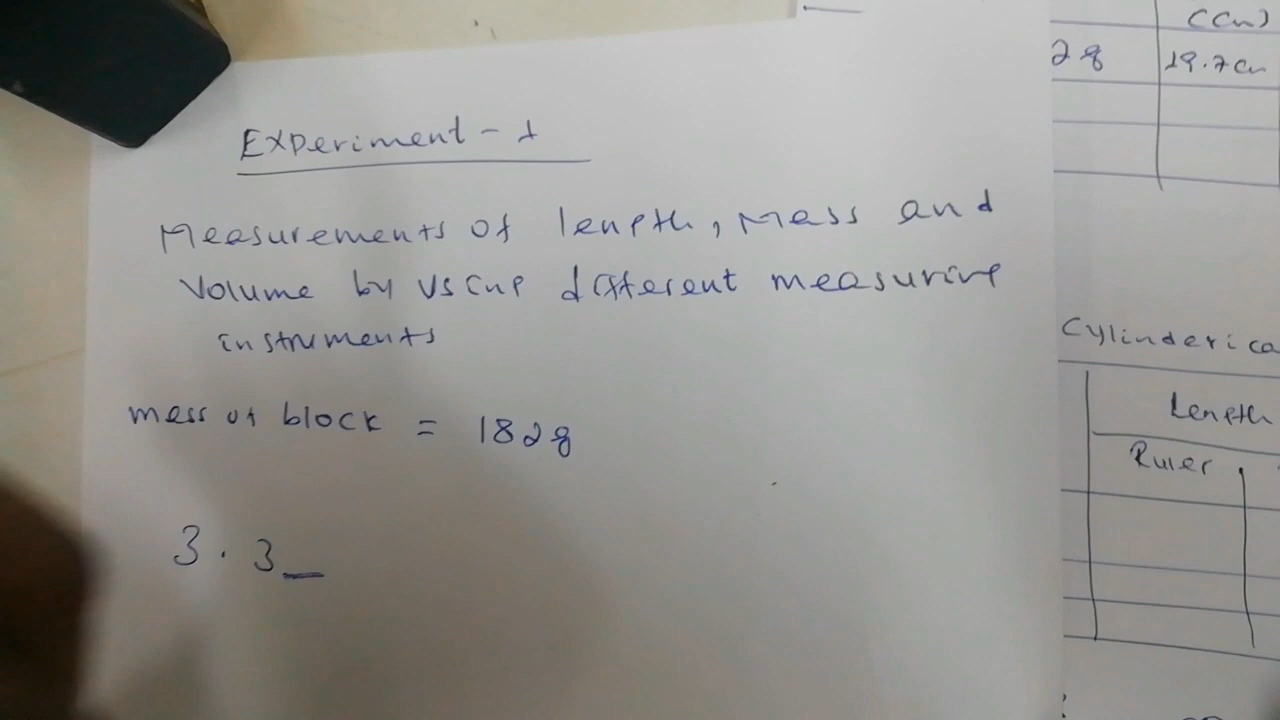 Experiment - 1
Measurements of length, Mass and
Volume by using different measuring
instruments
mass of block = 182g
3.3_
(cm)
2g 19.7cm
Cylinderica
Length
Ruler